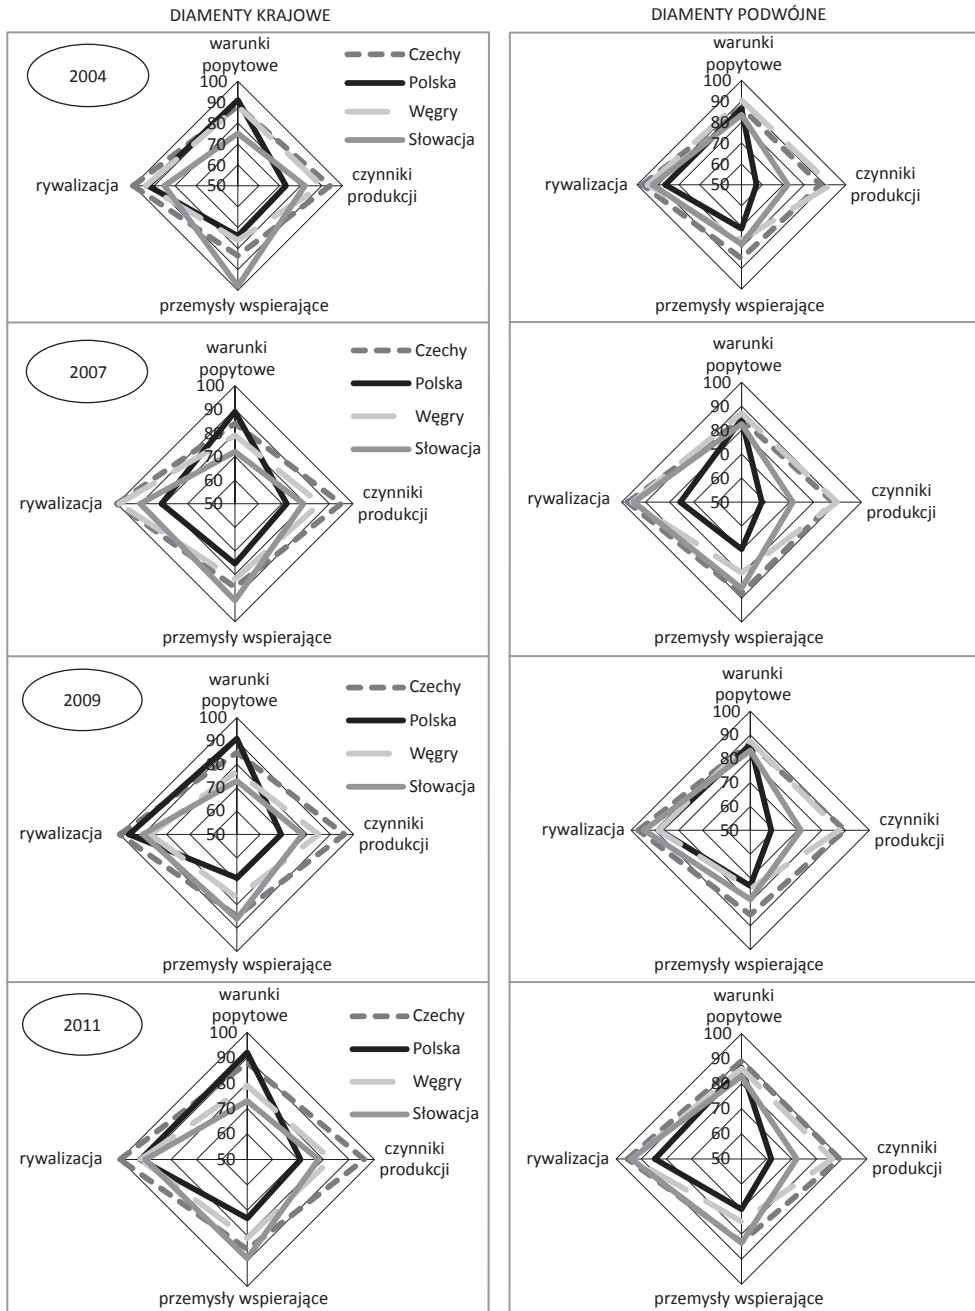 DIAMENTY KRAJOWE
DIAMENTY PODWÓJNE
2004
warunki
popytowe
100
90
80
70
60
50
rywalizacja
czynniki
produkcji
przemysły wspierające
Czechy
Polska
Węgry
Słowacja
warunki
popytowe
100
90
80
70
60
50
rywalizacja
czynniki
produkcji
przemysły wspierające
2007
warunki
popytowe
100
90
80
70
60
50
rywalizacja
czynniki
produkcji
przemysły wspierające
Czechy
Polska
Węgry
Słowacja
warunki
popytowe
100
90
80
70
60
50
rywalizacja
czynniki
produkcji
przemysły wspierające
2009
warunki
popytowe
100
90
80
70
60
50
rywalizacja
czynniki
produkcji
przemysły wspierające
Czechy
Polska
Węgry
Słowacja
warunki
popytowe
100
90
80
70
60
50
rywalizacja
czynniki
produkcji
przemysły wspierające
2011
warunki
popytowe
100
90
80
70
60
50
rywalizacja
czynniki
produkcji
przemysły wspierające
Czechy
Polska
Węgry
Słowacja
warunki
popytowe
100
90
80
70
60
50
rywalizacja
czynniki
produkcji
przemysły wspierające